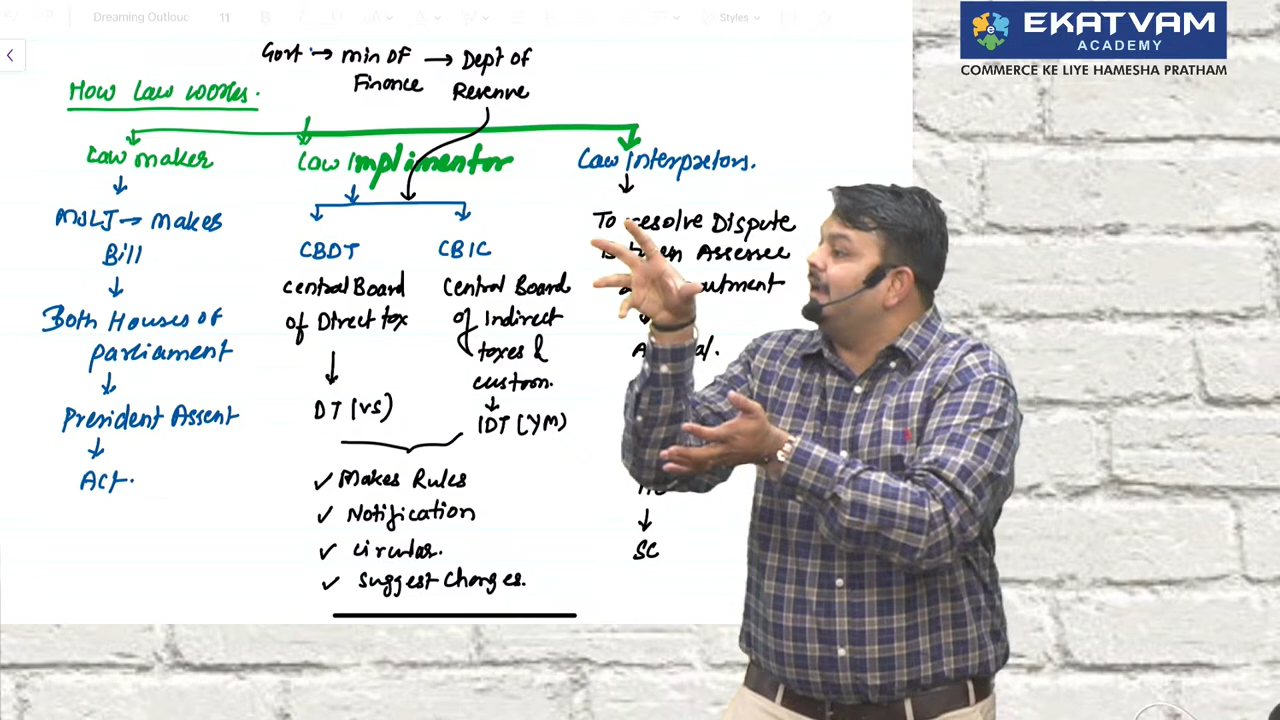 Dreaming Outloud
11
Styles
EKATVAM
ACADEMY
COMMERCE KE LIYE HAMESHA PRATHAM
Govt → Min of Finance → Dept of Revenue
How Law works.
Law maker
MOLJ → Makes
Bill
Both Houses of
parliament
President Assent
Act.
Law Implimentor
CBDT
central Board
of Direct tax
DT (VS)
CBIC
Central Board
of Indirect
taxes &
custom.
IDT (YM)
✓ Makes Rules
✓ Notification
✓ circular.
✓ Suggest Changes.
Law Interpretors.
To resolve Dispute
Assessee
SC